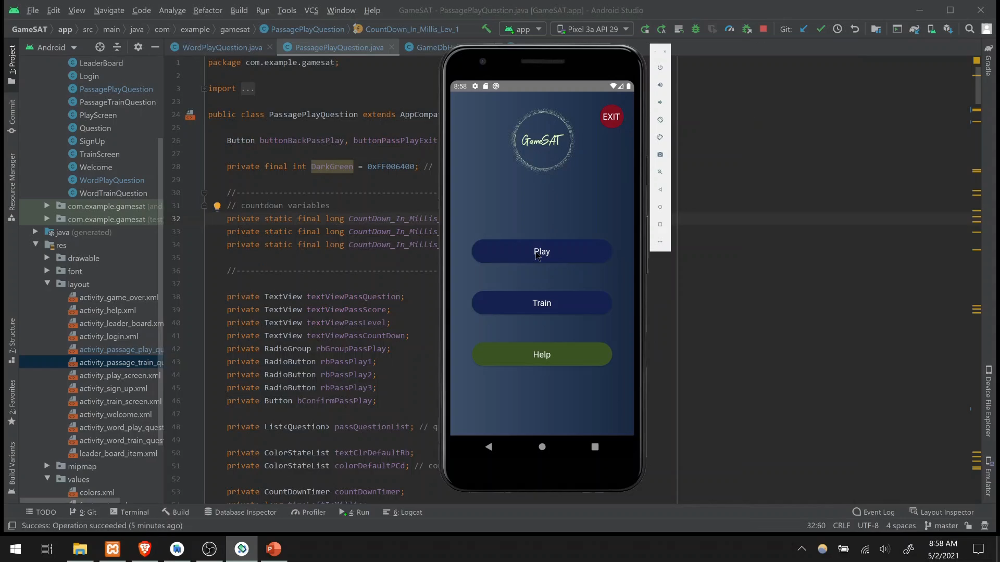 File Edit View Navigate Code Analyze Refactor Build Run Tools VCS Window Help GameSAT - PassagePlayQuestion.java [GameSAT.app] - Android Studio
GameSAT app src main java com example gamesat PassagePlayQuestion CountDown_In_Millis_Lev_1 app Pixel 3a API 29 Git:
Android WordPlayQuestion.java PassagePlayQuestion.java GameDbH
1: Project
Commit
Resource Manager
7: Structure
2: Favorites
Build Variants
LeaderBoard
Login
PassagePlayQuestion
PassageTrainQuestion
PlayScreen
Question
SignUp
TrainScreen
Welcome
WordPlayQuestion
WordTrainQuestion
com.example.gamesat (and
com.example.gamesat (test
java (generated)
res
drawable
font
layout
activity_game_over.xml
activity_help.xml
activity_leader_board.xm
activity_login.xml
activity_passage_play_qu
activity_passage_train_qu
activity_play_screen.xml
activity_sign_up.xml
activity_train_screen.xml
activity_welcome.xml
activity_word_play_quest
activity_word_train_ques
leader_board_item.xml
mipmap
values
colors.xml
1 package com.example.gamesat;
2
3 import ...
23
24 public class PassagePlayQuestion extends AppCompa
25
26 Button buttonBackPassPlay, buttonPassPlayExit
27
28 private final int DarkGreen = 0xFF006400; //
29
30 //-------------------------------------------
31 // countdown variables
32 private static final long CountDown_In_Millis_
33 private static final long CountDown_In_Millis_
34 private static final long CountDown_In_Millis_
35
36 //-------------------------------------------
37
38 private TextView textViewPassQuestion;
39 private TextView textViewPassScore;
40 private TextView textViewPassLevel;
41 private TextView textViewPassCountDown;
42 private RadioGroup rbGroupPassPlay;
43 private RadioButton rbPassPlay1;
44 private RadioButton rbPassPlay2;
45 private RadioButton rbPassPlay3;
46 private Button bConfirmPassPlay;
47
48 private List<Question> passQuestionList; // q
49
50 private ColorStateList textClrDefaultRb;
51 private ColorStateList colorDefaultPCd; // co
52
53 private CountDownTimer countDownTimer;
8:58
EXIT
GameSAT
Play
Train
Help
Gradle
Device File Explorer
Emulator
TODO 9: Git Terminal Build Database Inspector Profiler 4: Run 6: Logcat Event Log Layout Inspector
Success: Operation succeeded (5 minutes ago) 32:60 CRLF UTF-8 4 spaces master
8:58 AM
5/2/2021